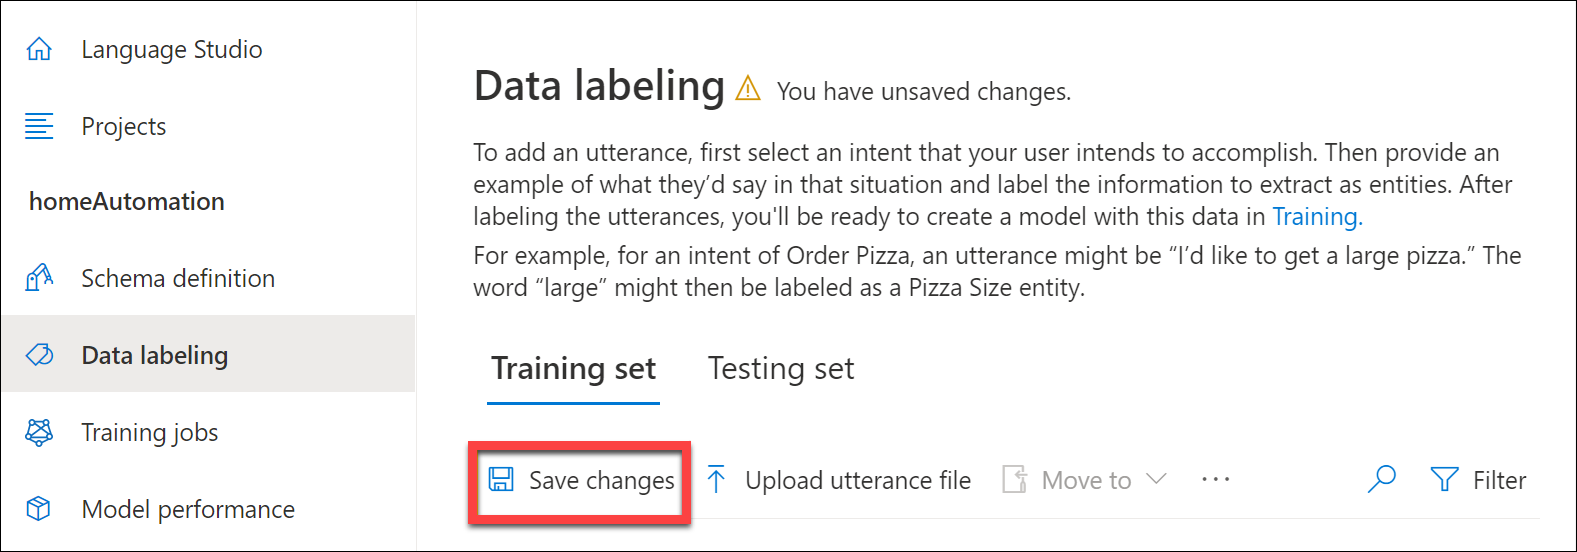 Language Studio
Projects
homeAutomation
Schema definition
Data labeling
Training jobs
Model performance
Data labeling
You have unsaved changes.
To add an utterance, first select an intent that your user intends to accomplish. Then provide an
example of what they’d say in that situation and label the information to extract as entities. After
labeling the utterances, you'll be ready to create a model with this data in Training.
For example, for an intent of Order Pizza, an utterance might be “I’d like to get a large pizza.” The
word “large” might then be labeled as a Pizza Size entity.
Training set
Testing set
Save changes
Upload utterance file
Move to
Filter